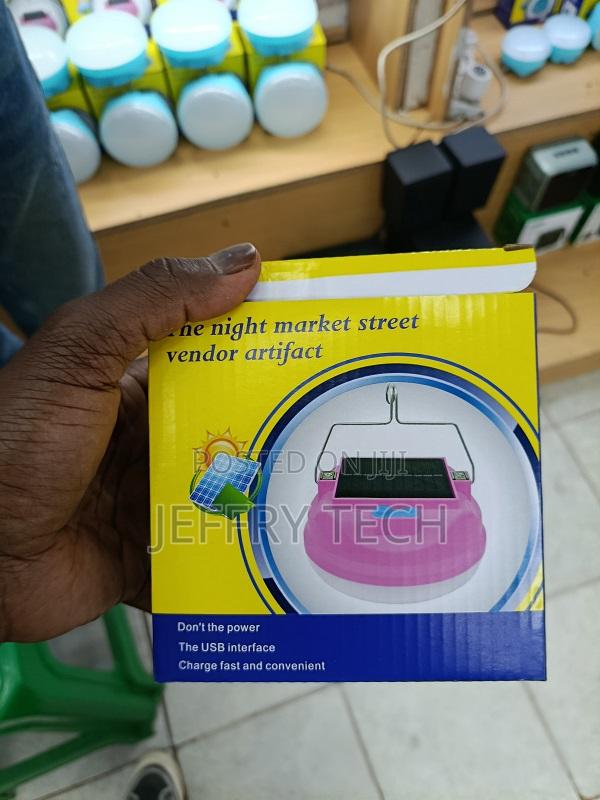 The night market street
vendor artifact
POSTED ON JIJI
JEFFRY TECH
Don't the power
The USB interface
Charge fast and convenient